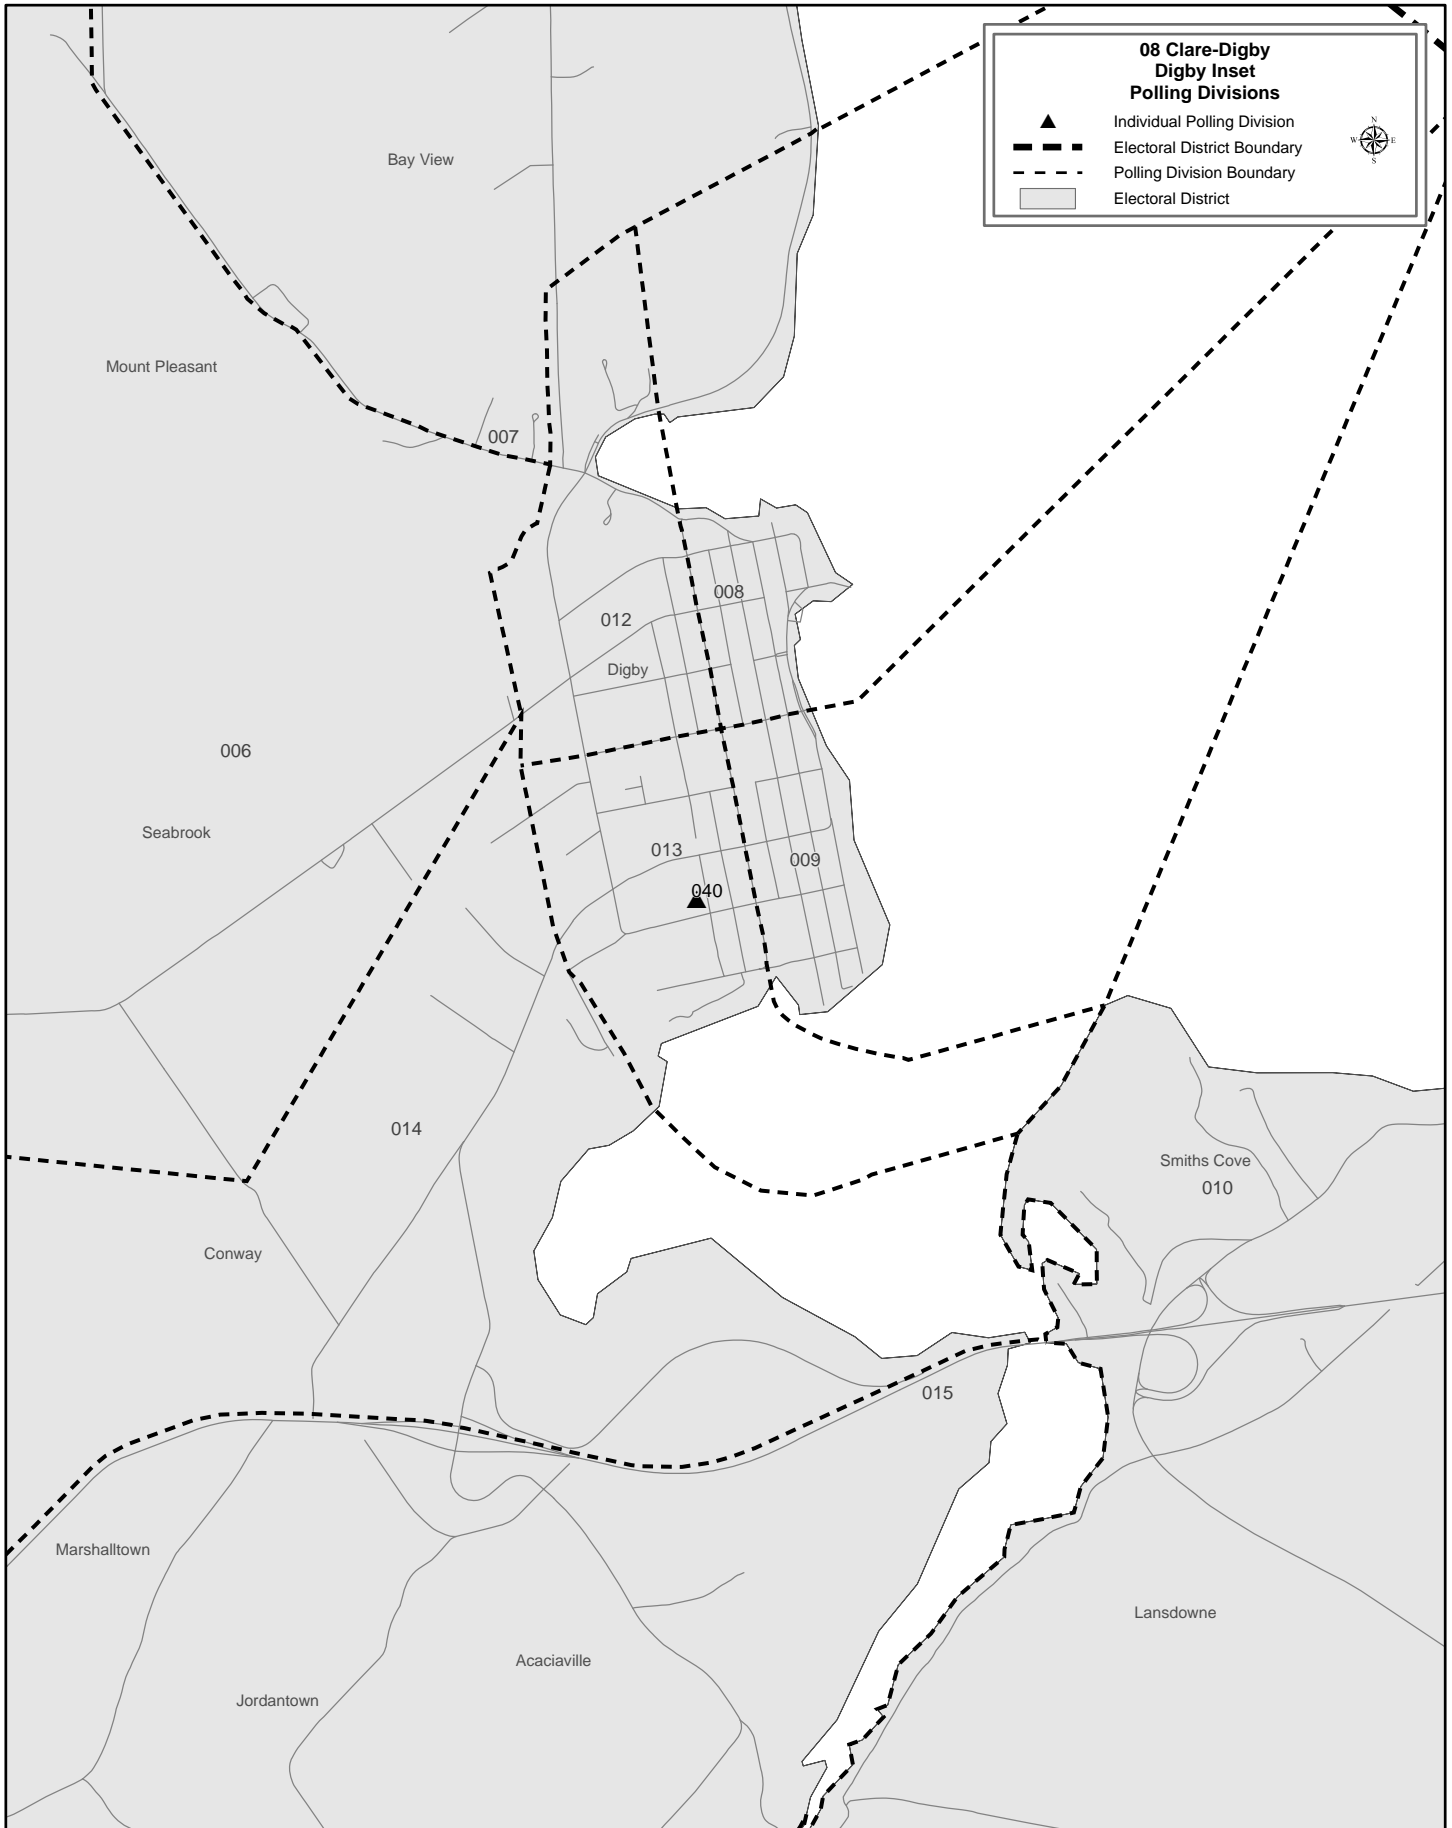 08 Clare-Digby
Digby Inset
Polling Divisions
Individual Polling Division
Electoral District Boundary
Polling Division Boundary
Electoral District
N
W
E
S
Bay View
Mount Pleasant
007
008
012
Digby
006
Seabrook
013
009
040
014
Smiths Cove
010
Conway
015
Marshalltown
Lansdowne
Acaciaville
Jordantown